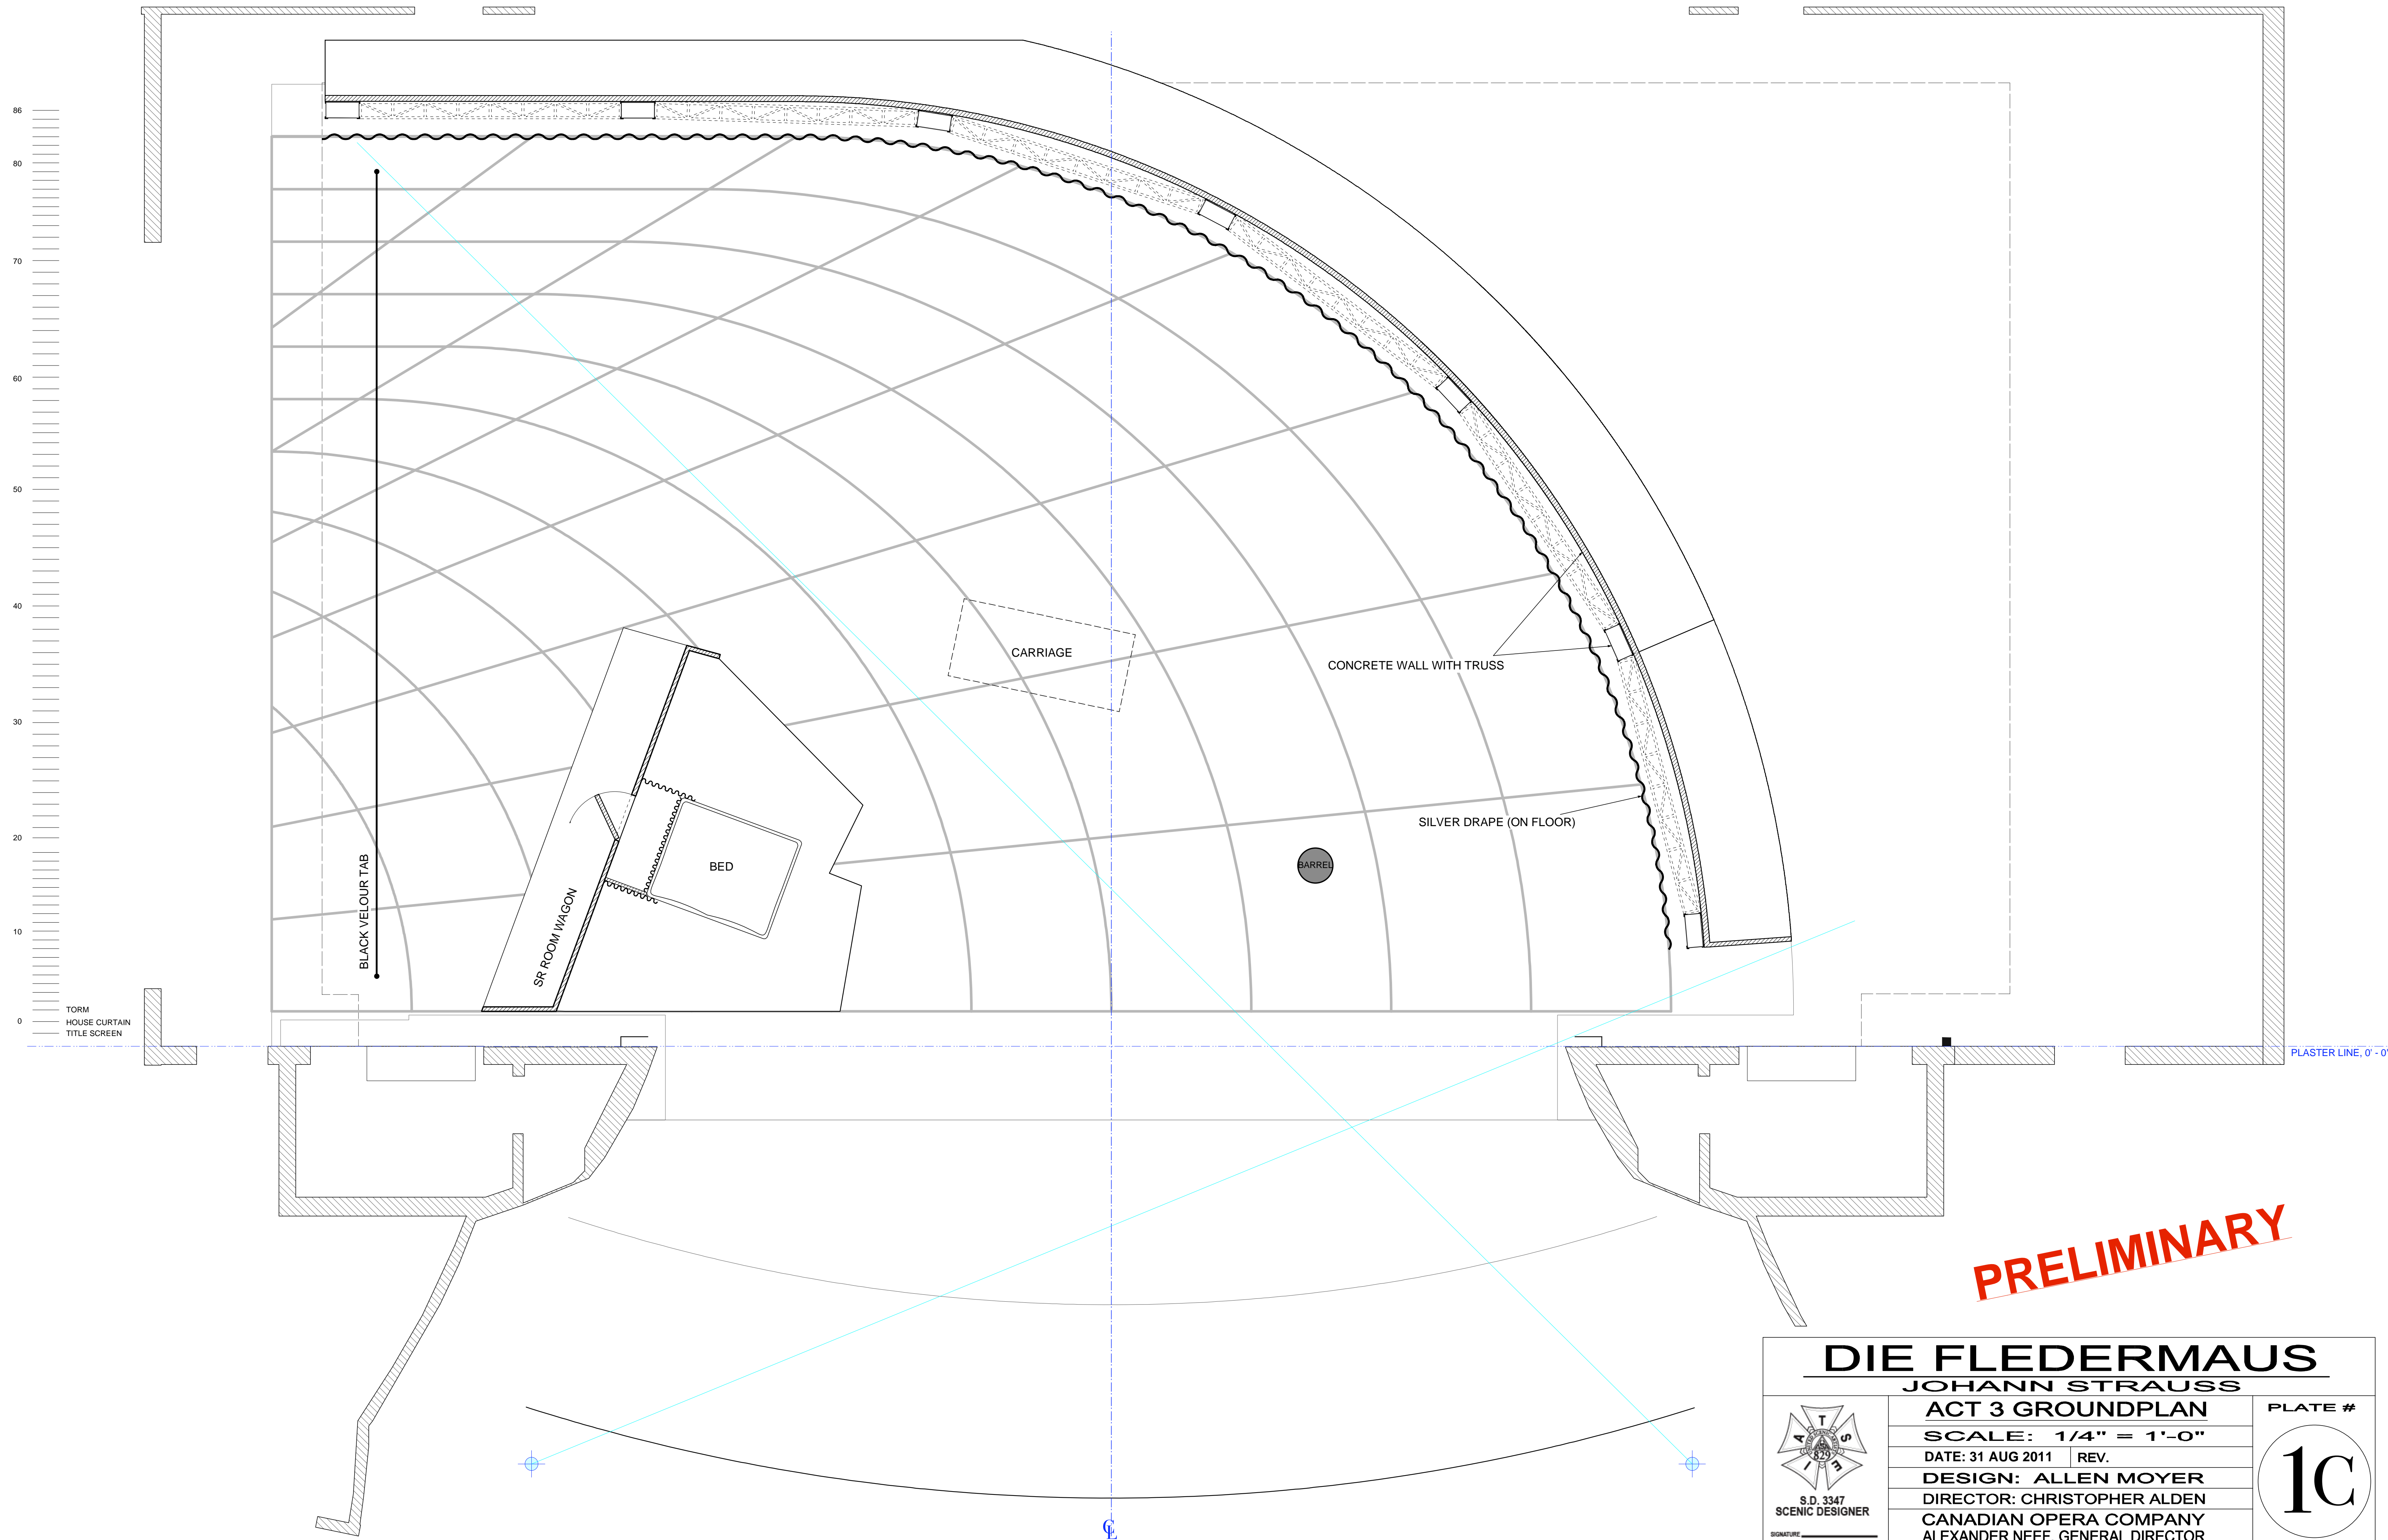 86
80
70
60
50
40
30
20
10
TORM
0
HOUSE CURTAIN
TITLE SCREEN
BLACK VELOUR TAB
SR ROOM WAGON
BED
CARRIAGE
CONCRETE WALL WITH TRUSS
SILVER DRAPE (ON FLOOR)
BARREL
PLASTER LINE, 0' - 0"
PRELIMINARY
DIE FLEDERMAUS
JOHANN STRAUSS
I A T S E
829
S.D. 3347
SCENIC DESIGNER
SIGNATURE
ACT 3 GROUNDPLAN
SCALE: 1/4" = 1'-0"
DATE: 31 AUG 2011 REV.
DESIGN: ALLEN MOYER
DIRECTOR: CHRISTOPHER ALDEN
CANADIAN OPERA COMPANY
ALEXANDER NEEF, GENERAL DIRECTOR
PLATE #
1C
CL